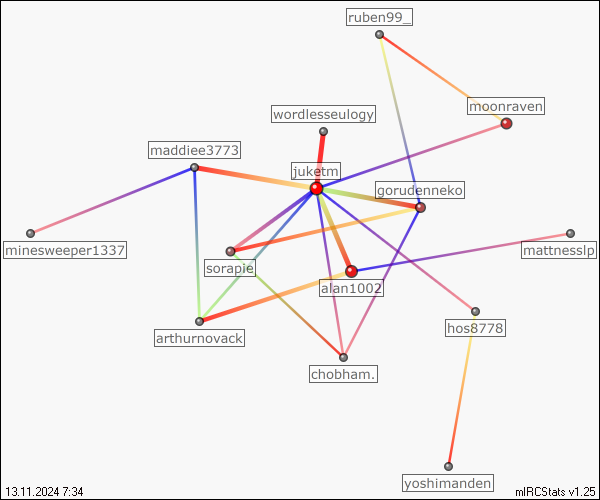 ruben99_
moonraven
wordlesseulogy
maddiee3773
juketm
gorudenneko
minesweeper1337
mattnesslp
sorapie
alan1002
hos8778
arthurnovack
chobham.
yoshimanden
13.11.2024 7:34
mIRCStats v1.25